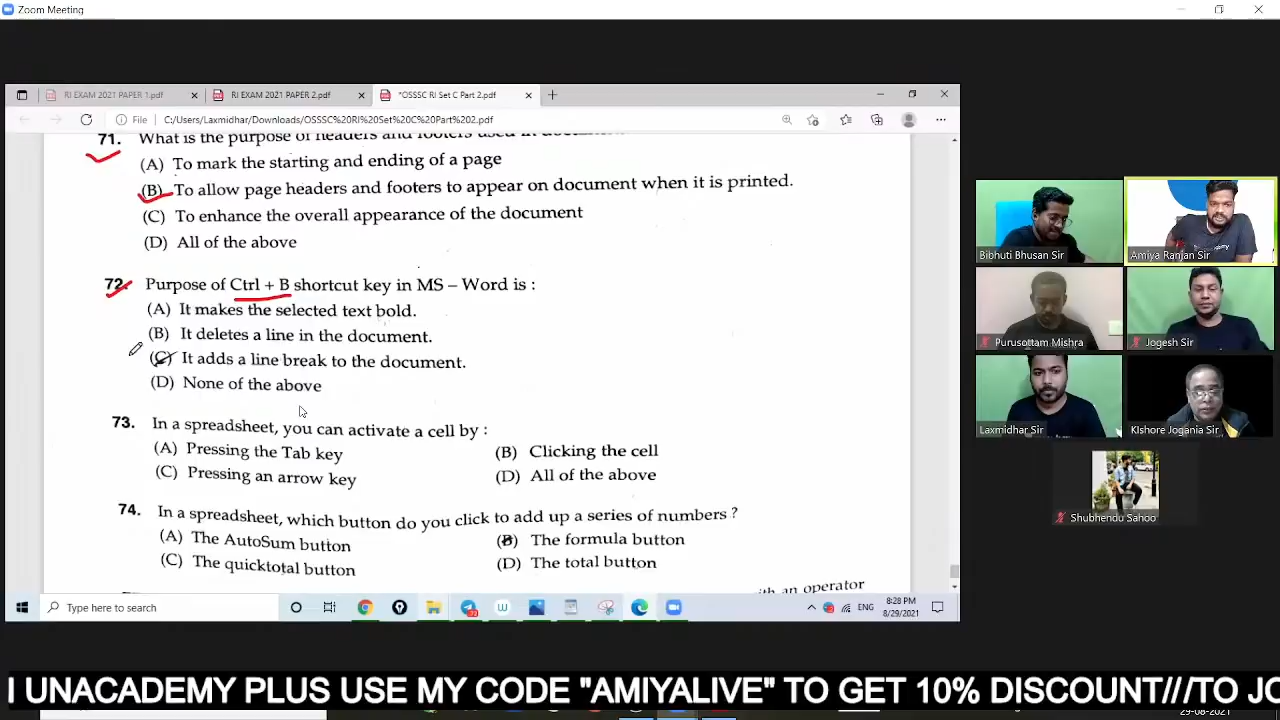 Zoom Meeting
RI EXAM 2021 PAPER 1.pdf
RI EXAM 2021 PAPER 2.pdf
*OSSSC RI Set C Part 2.pdf
File C:/Users/Laxmidhar/Downloads/OSSSC%20RI%20Set%20C%20Part%202.pdf
71. What is the purpose of headers and footers used in
(A) To mark the starting and ending of a page
(B) To allow page headers and footers to appear on document when it is printed.
(C) To enhance the overall appearance of the document
(D) All of the above
72. Purpose of Ctrl + B shortcut key in MS – Word is :
(A) It makes the selected text bold.
(B) It deletes a line in the document.
(C) It adds a line break to the document.
(D) None of the above
73. In a spreadsheet, you can activate a cell by :
(A) Pressing the Tab key (B) Clicking the cell
(C) Pressing an arrow key (D) All of the above
74. In a spreadsheet, which button do you click to add up a series of numbers ?
(A) The AutoSum button (B) The formula button
(C) The quicktotal button (D) The total button
with an operator
Type here to search
ENG
8:28 PM
8/29/2021
Bibhuti Bhusan Sir
Amiya Ranjan Sir
Purusottam Mishra
Jogesh Sir
Laxmidhar Sir
KIshore Jogania Sir
Shubhendu Sahoo
I UNACADEMY PLUS USE MY CODE "AMIYALIVE" TO GET 10% DISCOUNT///TO JO
29-08-2021